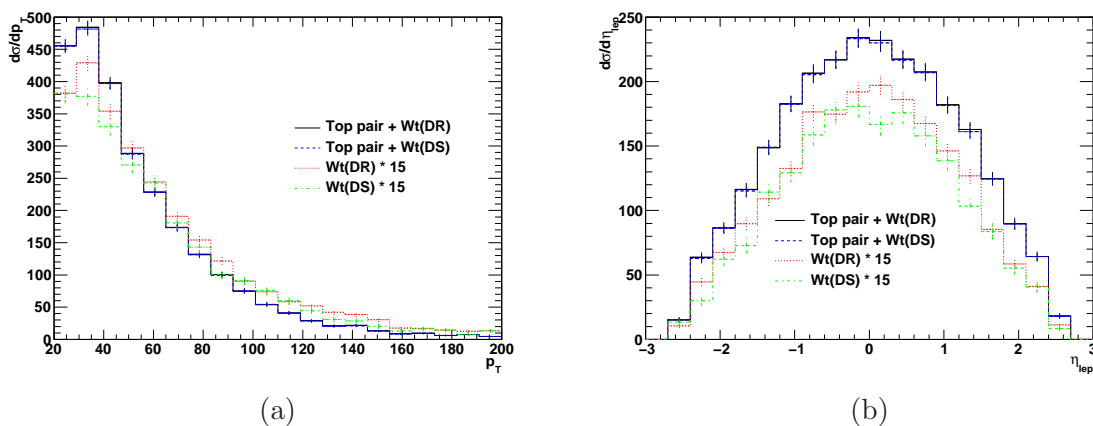 dσ/dp_T
500
450
400
350
300
250
200
150
100
50
0
20 40 60 80 100 120 140 160 180 200
p_T
Top pair + Wt(DR)
Top pair + Wt(DS)
Wt(DR) * 15
Wt(DS) * 15
(a)
dσ/dη_lep
250
200
150
100
50
0
−3 −2 −1 0 1 2 3
η_lep
Top pair + Wt(DR)
Top pair + Wt(DS)
Wt(DR) * 15
Wt(DS) * 15
(b)